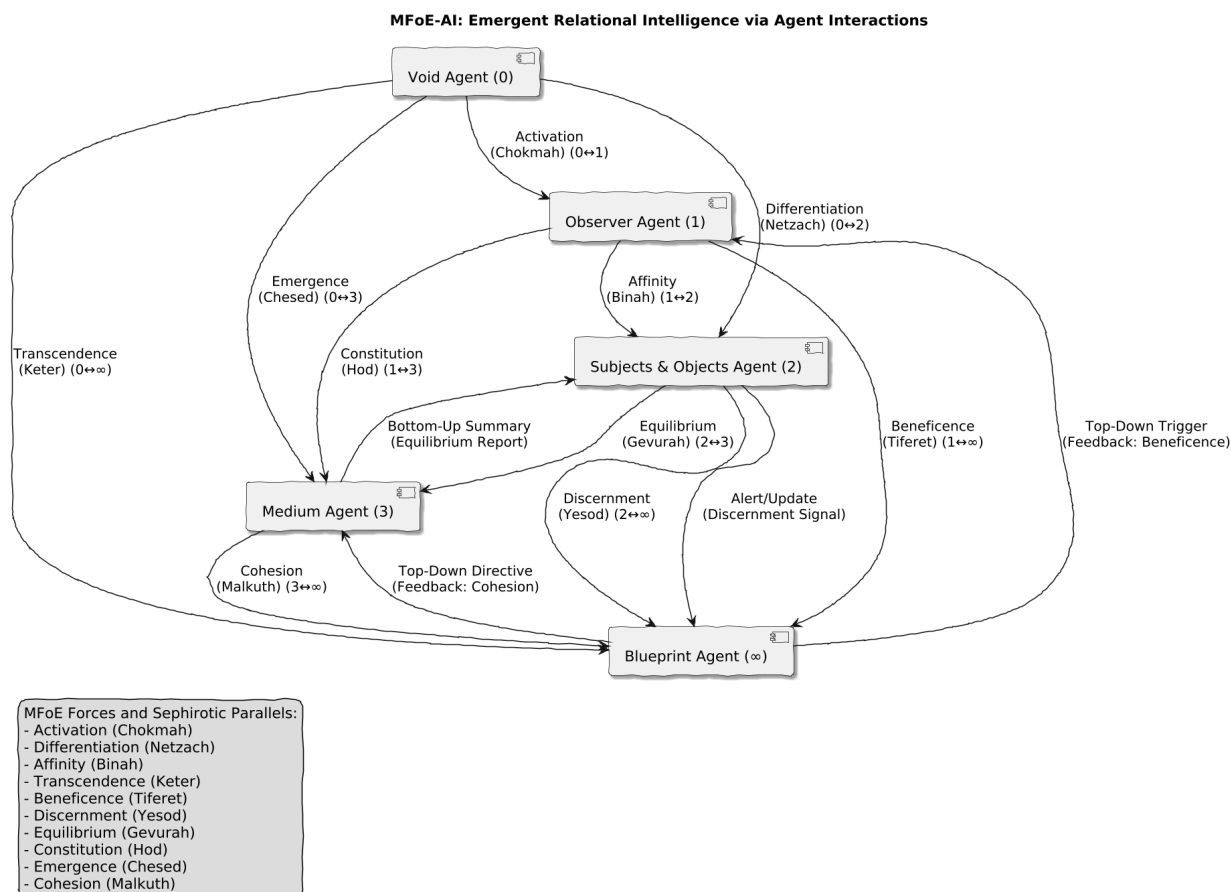 MFoE-AI: Emergent Relational Intelligence via Agent Interactions
Void Agent (0)
Activation
(Chokmah) (0↔1)
Observer Agent (1)
Differentiation
(Netzach) (0↔2)
Emergence
(Chesed) (0↔3)
Affinity
(Binah) (1↔2)
Transcendence
(Keter) (0↔∞)
Constitution
(Hod) (1↔3)
Subjects & Objects Agent (2)
Bottom-Up Summary
(Equilibrium Report)
Equilibrium
(Gevurah) (2↔3)
Beneficence
(Tiferet) (1↔∞)
Top-Down Trigger
(Feedback: Beneficence)
Medium Agent (3)
Discernment
(Yesod) (2↔∞)
Alert/Update
(Discernment Signal)
Cohesion
(Malkuth) (3↔∞)
Top-Down Directive
(Feedback: Cohesion)
Blueprint Agent (∞)
MFoE Forces and Sephirotic Parallels:
- Activation (Chokmah)
- Differentiation (Netzach)
- Affinity (Binah)
- Transcendence (Keter)
- Beneficence (Tiferet)
- Discernment (Yesod)
- Equilibrium (Gevurah)
- Constitution (Hod)
- Emergence (Chesed)
- Cohesion (Malkuth)